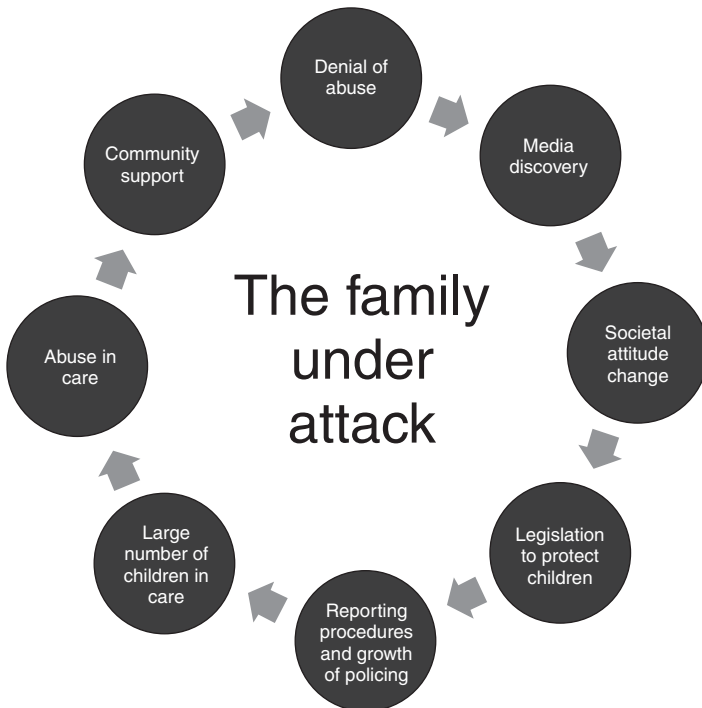 Denial of
abuse
Media
discovery
Societal
attitude
change
Legislation
to protect
children
Reporting
procedures
and growth
of policing
Large
number of
children in
care
Abuse in
care
Community
support
The family
under
attack